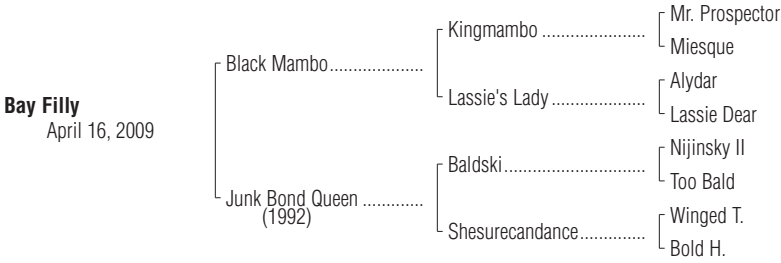 Mr. Prospector
Kingmambo ......................
Miesque
Black Mambo....................
Alydar
Lassie's Lady ....................
Lassie Dear
Bay Filly
April 16, 2009
Nijinsky II
Baldski..............................
Too Bald
Junk Bond Queen .............
(1992)
Winged T.
Shesurecandance..............
Bold H.